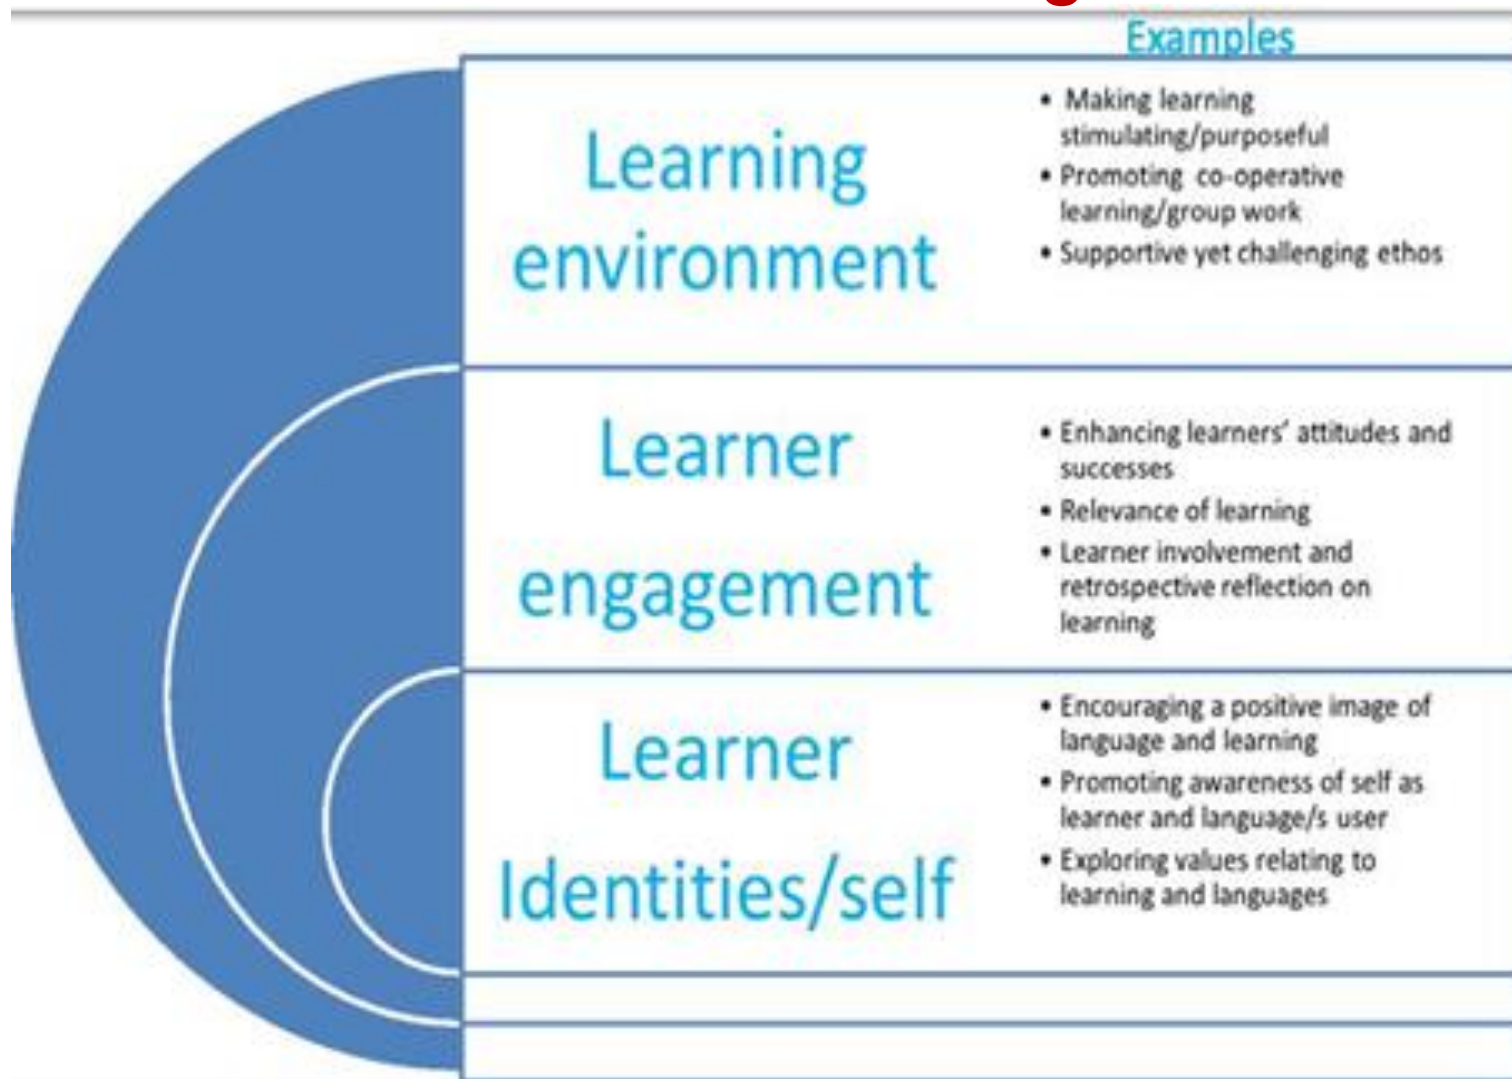 Examples
Learning
environment
• Making learning
stimulating/purposeful
• Promoting co-operative
learning/group work
• Supportive yet challenging ethos
Learner
engagement
• Enhancing learners' attitudes and
successes
• Relevance of learning
• Learner involvement and
retrospective reflection on
learning
Learner
Identities/self
• Encouraging a positive image of
language and learning
• Promoting awareness of self as
learner and language/s user
• Exploring values relating to
learning and languages